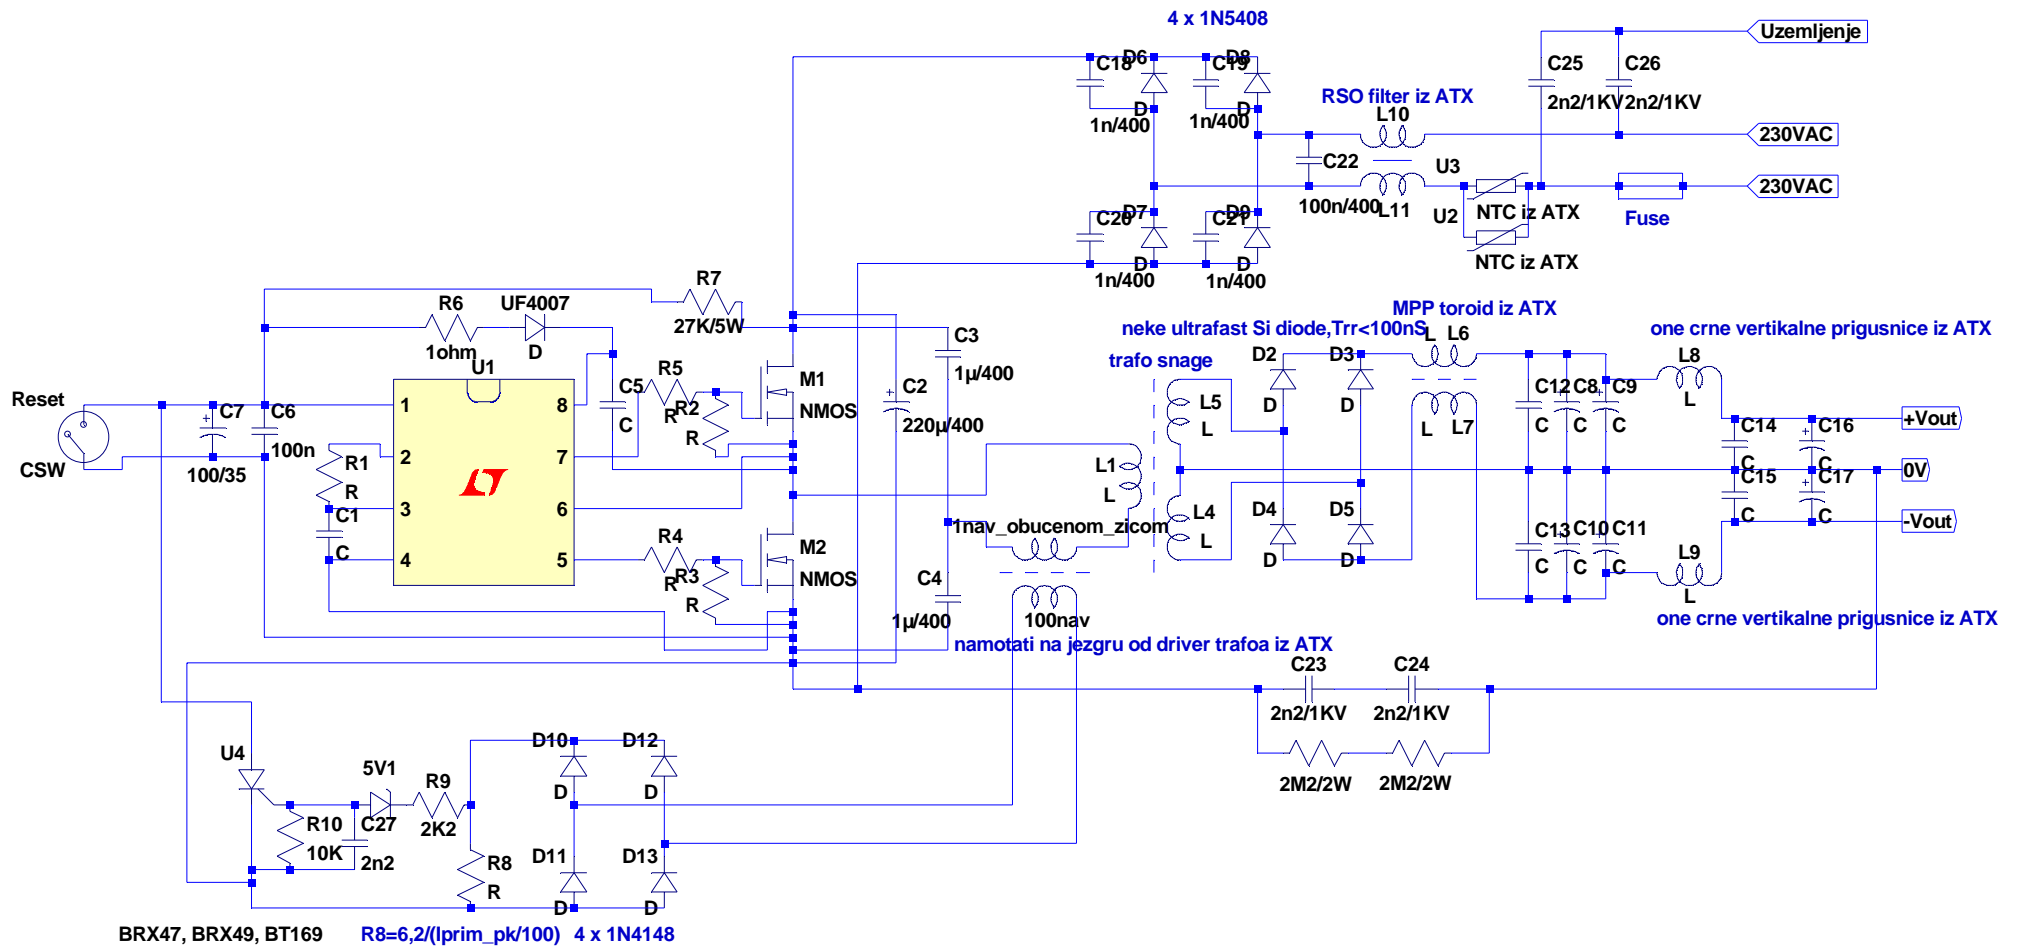 4 x 1N5408
Uzemljenje
C18
D6
C19
D8
C25
C26
D
D
1n/400
1n/400
2n2/1KV
2n2/1KV
RSO filter iz ATX
L10
230VAC
C22
U3
230VAC
100n/400
L11
U2
NTC iz ATX
Fuse
NTC iz ATX
C20
D7
C21
D9
D
D
1n/400
1n/400
R7
27K/5W
R6
UF4007
1ohm
D
U1
MPP toroid iz ATX
neke ultrafast Si diode,Trr<100nS
L
L6
one crne vertikalne prigusnice iz ATX
trafo snage
D2
D3
L8
C3
1µ/400
R5
M1
C2
NMOS
220µ/400
Reset
CSW
C7
C6
100n
100/35
1
2
3
4
8
7
6
5
R1
R
C1
C
C5
C
R
R2
R
L5
L
D
D
L
L7
C12
C8
C9
C
C
C
L
C14
C16
+Vout
C
C
0V
L1
L
C15
C17
C
C
-Vout
1nav_obucenom_zicom
L4
L
D4
D5
D
D
C13
C10
C11
C
C
C
L9
L
R4
R
R3
R
M2
NMOS
C4
1µ/400
100nav
namotati na jezgru od driver trafoa iz ATX
one crne vertikalne prigusnice iz ATX
C23
C24
2n2/1KV
2n2/1KV
2M2/2W
2M2/2W
U4
5V1
R9
2K2
D10
D12
D
D
R10
10K
C27
2n2
R8
R
D11
D13
D
D
BRX47, BRX49, BT169
R8=6,2/(Iprim_pk/100)
4 x 1N4148